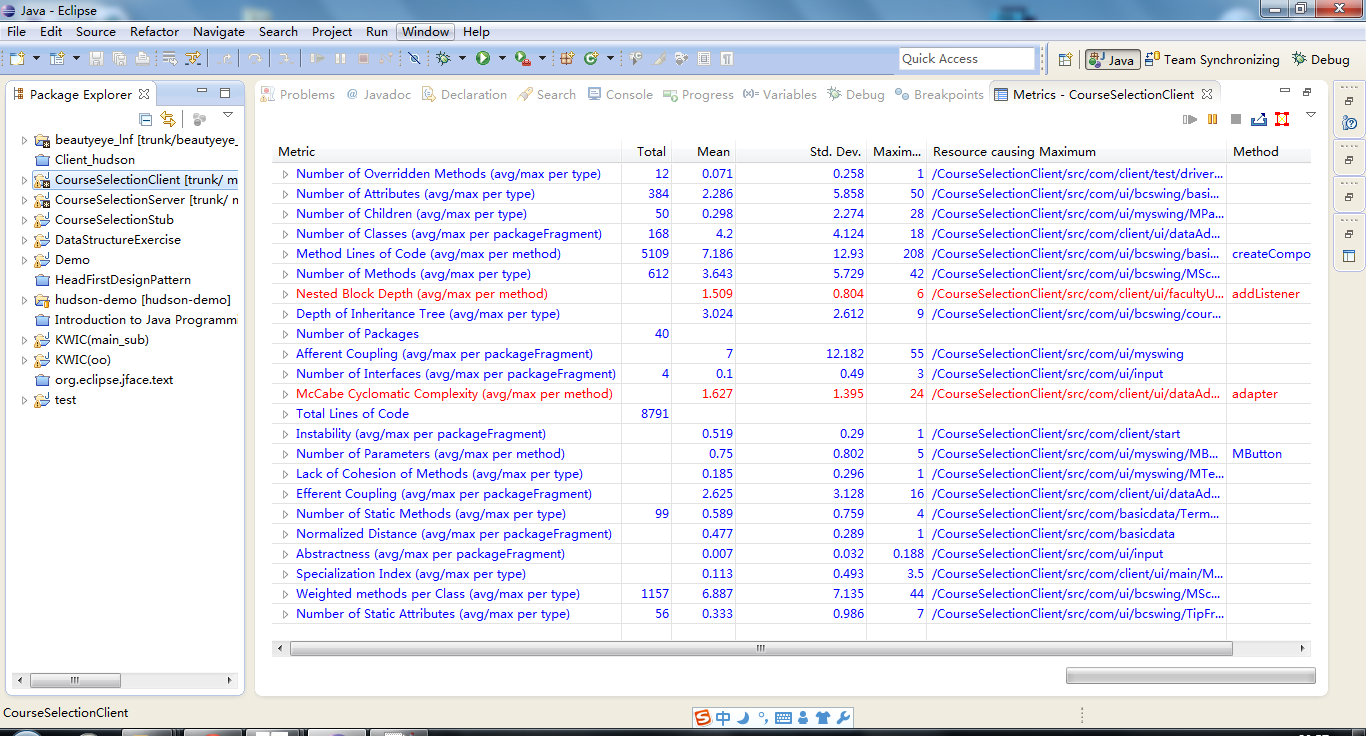 Java - Eclipse
File Edit Source Refactor Navigate Search Project Run Window Help
Quick Access Java Team Synchronizing Debug
Package Explorer
beautyeye_lnf [trunk/beautyeye_
Client_hudson
CourseSelectionClient [trunk/ m
CourseSelectionServer [trunk/ m
CourseSelectionStub
DataStructureExercise
Demo
HeadFirstDesignPattern
hudson-demo [hudson-demo]
Introduction to Java Programm
KWIC(main_sub)
KWIC(oo)
org.eclipse.jface.text
test
Problems @ Javadoc Declaration Search Console Progress (x)= Variables Debug Breakpoints Metrics - CourseSelectionClient
Metric Total Mean Std. Dev. Maxim... Resource causing Maximum Method
Number of Overridden Methods (avg/max per type) 12 0.071 0.258 1 /CourseSelectionClient/src/com/client/test/driver...
Number of Attributes (avg/max per type) 384 2.286 5.858 50 /CourseSelectionClient/src/com/ui/bcswing/basi...
Number of Children (avg/max per type) 50 0.298 2.274 28 /CourseSelectionClient/src/com/ui/myswing/MPa...
Number of Classes (avg/max per packageFragment) 168 4.2 4.124 18 /CourseSelectionClient/src/com/client/ui/dataAd...
Method Lines of Code (avg/max per method) 5109 7.186 12.93 208 /CourseSelectionClient/src/com/ui/bcswing/basi... createCompo
Number of Methods (avg/max per type) 612 3.643 5.729 42 /CourseSelectionClient/src/com/ui/bcswing/MSc...
Nested Block Depth (avg/max per method) 1.509 0.804 6 /CourseSelectionClient/src/com/client/ui/facultyU... addListener
Depth of Inheritance Tree (avg/max per type) 3.024 2.612 9 /CourseSelectionClient/src/com/ui/bcswing/cour...
Number of Packages 40
Afferent Coupling (avg/max per packageFragment) 7 12.182 55 /CourseSelectionClient/src/com/ui/myswing
Number of Interfaces (avg/max per packageFragment) 4 0.1 0.49 3 /CourseSelectionClient/src/com/ui/input
McCabe Cyclomatic Complexity (avg/max per method) 1.627 1.395 24 /CourseSelectionClient/src/com/client/ui/dataAd... adapter
Total Lines of Code 8791
Instability (avg/max per packageFragment) 0.519 0.29 1 /CourseSelectionClient/src/com/client/start
Number of Parameters (avg/max per method) 0.75 0.802 5 /CourseSelectionClient/src/com/ui/myswing/MB... MButton
Lack of Cohesion of Methods (avg/max per type) 0.185 0.296 1 /CourseSelectionClient/src/com/ui/myswing/MTe...
Efferent Coupling (avg/max per packageFragment) 2.625 3.128 16 /CourseSelectionClient/src/com/client/ui/dataAd...
Number of Static Methods (avg/max per type) 99 0.589 0.759 4 /CourseSelectionClient/src/com/basicdata/Term...
Normalized Distance (avg/max per packageFragment) 0.477 0.289 1 /CourseSelectionClient/src/com/basicdata
Abstractness (avg/max per packageFragment) 0.007 0.032 0.188 /CourseSelectionClient/src/com/ui/input
Specialization Index (avg/max per type) 0.113 0.493 3.5 /CourseSelectionClient/src/com/client/ui/main/M...
Weighted methods per Class (avg/max per type) 1157 6.887 7.135 44 /CourseSelectionClient/src/com/ui/bcswing/MSc...
Number of Static Attributes (avg/max per type) 56 0.333 0.986 7 /CourseSelectionClient/src/com/ui/bcswing/TipFr...
CourseSelectionClient
S 中